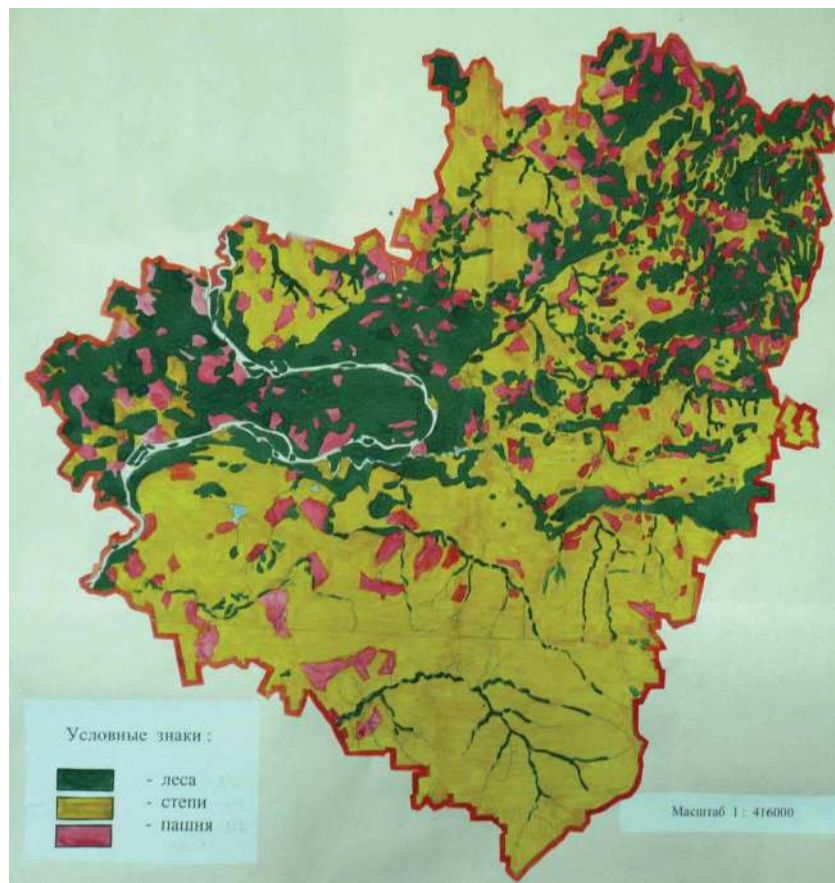 Условные знаки :
- леса
- степи
- пашня
Масштаб 1 : 416000